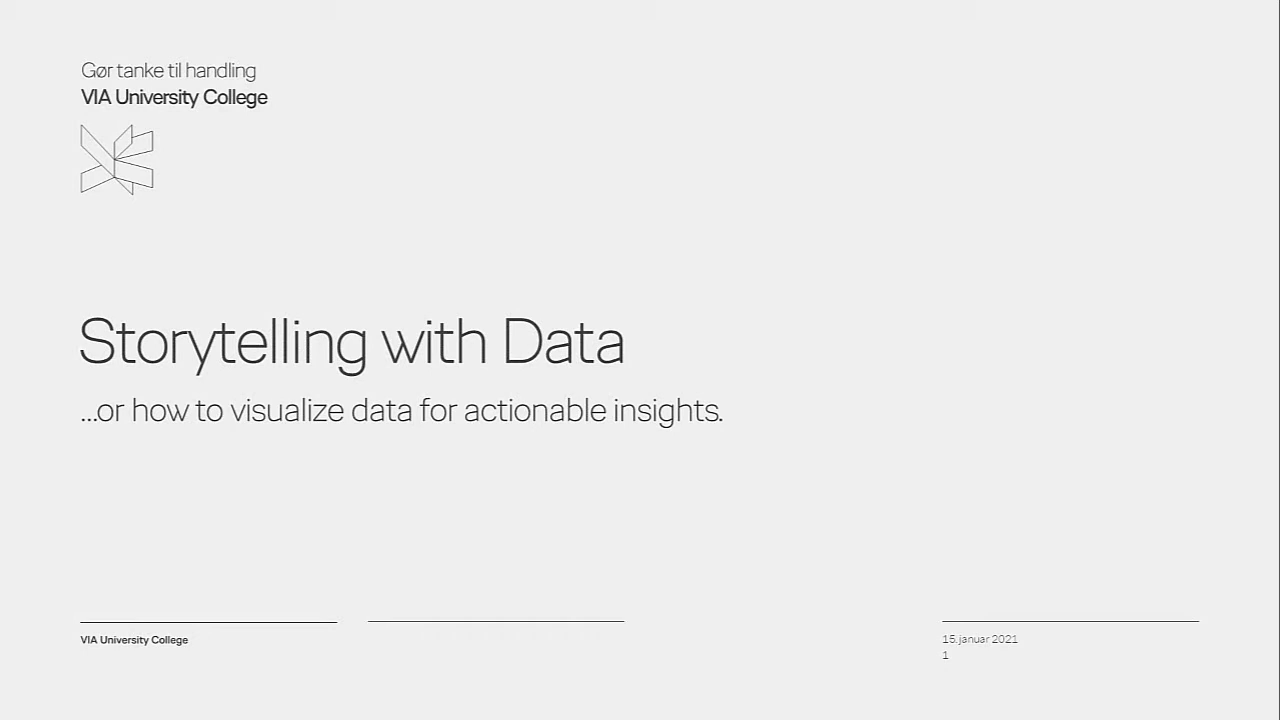 Gør tanke til handling
VIA University College
Storytelling with Data
...or how to visualize data for actionable insights.
VIA University College
15. januar 2021
1